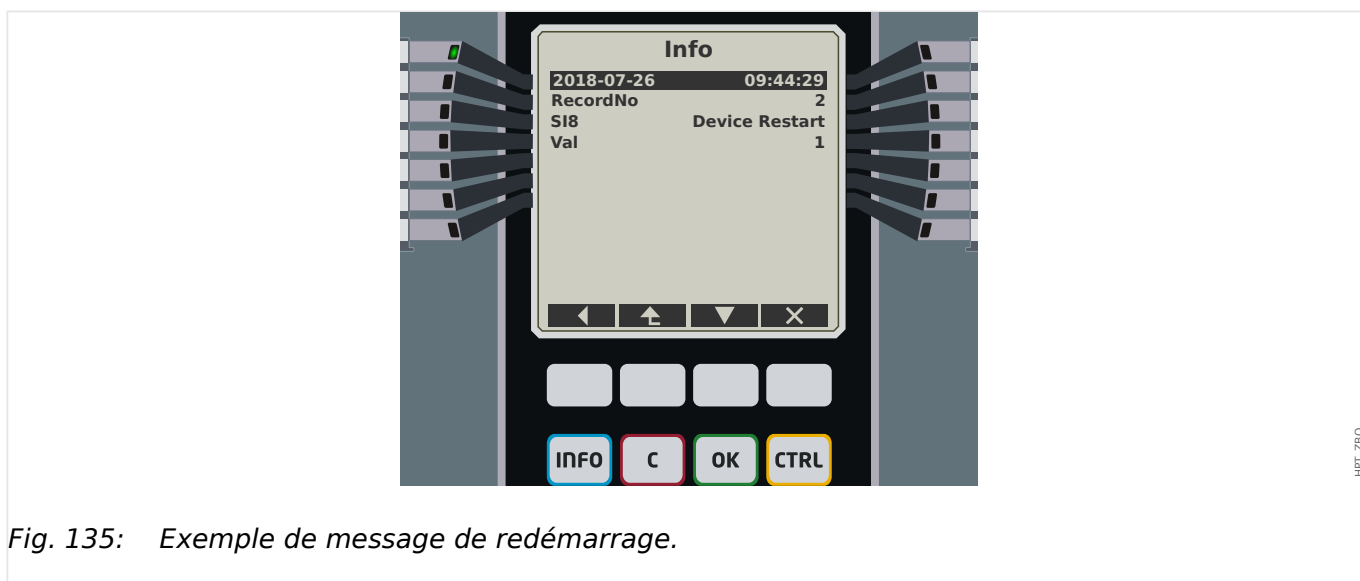 Info
2018-07-26 09:44:29
RecordNo 2
SI8 Device Restart
Val 1
INFO C OK CTRL
HPT_ZBO
Fig. 135: Exemple de message de redémarrage.